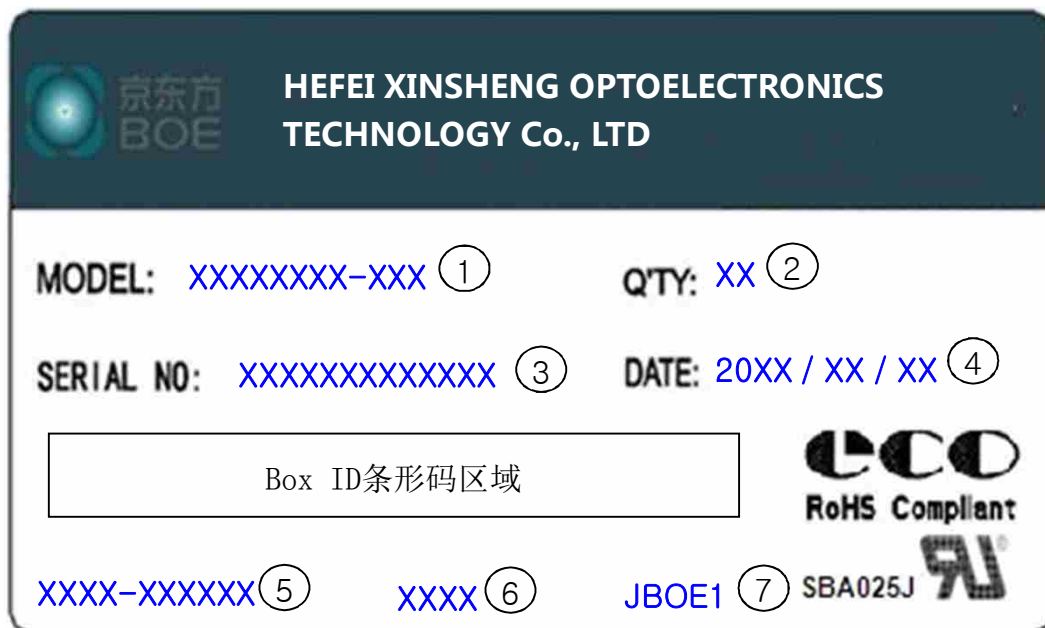 京东方
BOE
HEFEI XINSHENG OPTOELECTRONICS
TECHNOLOGY Co., LTD
MODEL: XXXXXXXX-XXX ①
Q'TY: XX ②
SERIAL NO: XXXXXXXXXXXXX ③
DATE: 20XX / XX / XX ④
Box ID条形码区域
eco
RoHS Compliant
XXXX-XXXXXX ⑤
XXXX ⑥
JBOE1 ⑦
SBA025J
RU ®